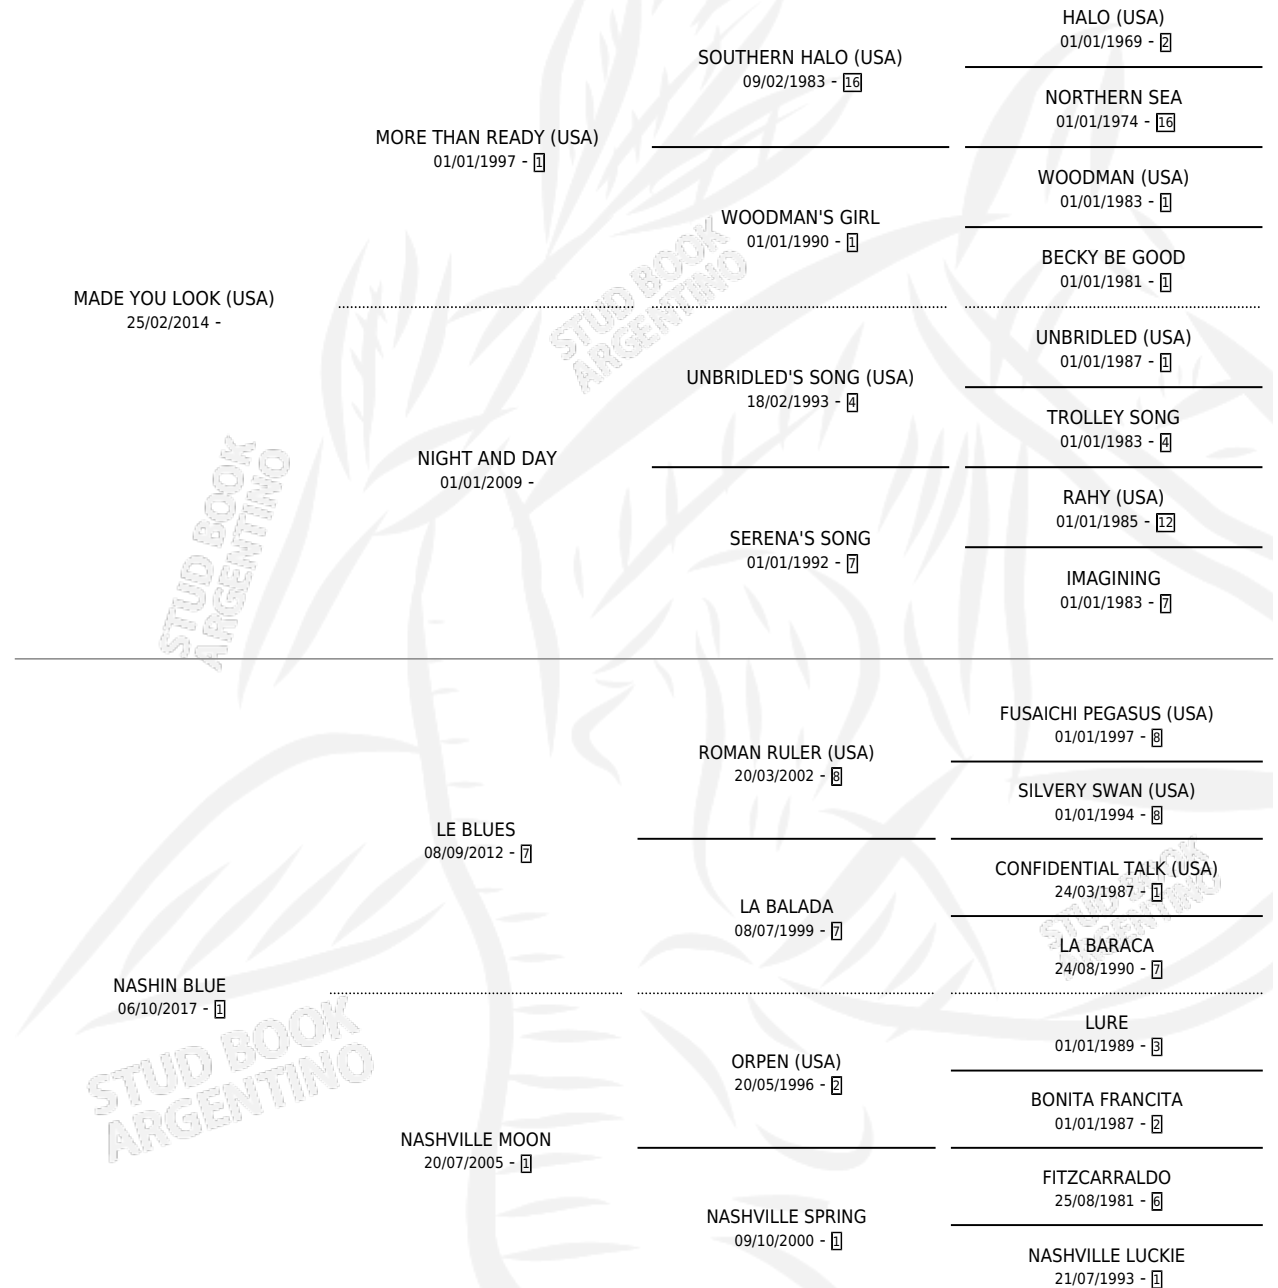 HALO (USA)
01/01/1969 - 2
SOUTHERN HALO (USA)
09/02/1983 - 16
NORTHERN SEA
01/01/1974 - 16
MORE THAN READY (USA)
01/01/1997 - 1
WOODMAN (USA)
01/01/1983 - 1
WOODMAN'S GIRL
01/01/1990 - 1
BECKY BE GOOD
01/01/1981 - 1
MADE YOU LOOK (USA)
25/02/2014 -
STUD BOOK
ARGENTINO
UNBRIDLED (USA)
01/01/1987 - 1
UNBRIDLED'S SONG (USA)
18/02/1993 - 4
TROLLEY SONG
01/01/1983 - 4
NIGHT AND DAY
01/01/2009 -
RAHY (USA)
01/01/1985 - 12
SERENA'S SONG
01/01/1992 - 7
IMAGINING
01/01/1983 - 7
STUD BOOK
ARGENTINO
FUSAICHI PEGASUS (USA)
01/01/1997 - 8
ROMAN RULER (USA)
20/03/2002 - 8
SILVERY SWAN (USA)
01/01/1994 - 8
LE BLUES
08/09/2012 - 7
CONFIDENTIAL TALK (USA)
24/03/1987 - 1
LA BALADA
08/07/1999 - 7
STUD BOOK
ARGENTINO
LA BARACA
24/08/1990 - 7
NASHIN BLUE
06/10/2017 - 1
STUD BOOK
ARGENTINO
LURE
01/01/1989 - 3
ORPEN (USA)
20/05/1996 - 2
BONITA FRANCITA
01/01/1987 - 2
NASHVILLE MOON
20/07/2005 - 1
FITZCARRALDO
25/08/1981 - 6
NASHVILLE SPRING
09/10/2000 - 1
NASHVILLE LUCKIE
21/07/1993 - 1